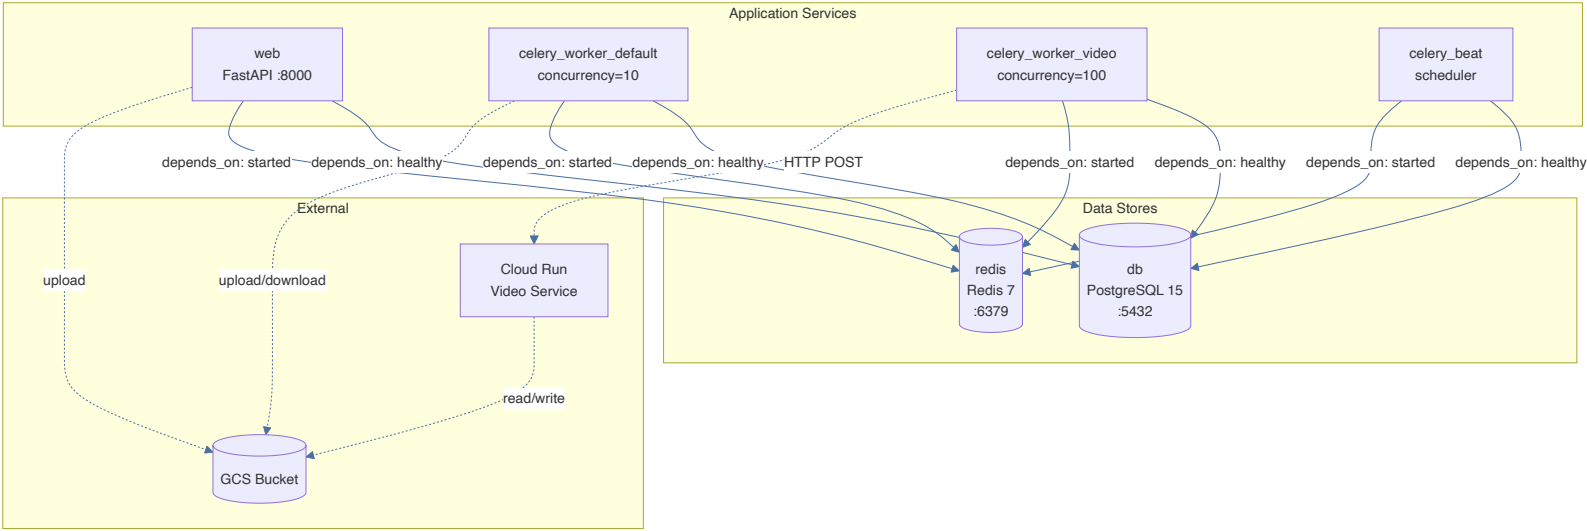 Application Services
web
FastAPI :8000
celery_worker_default
concurrency=10
celery_worker_video
concurrency=100
celery_beat
scheduler
depends_on: started
depends_on: healthy
depends_on: started
depends_on: healthy
HTTP POST
depends_on: started
depends_on: healthy
depends_on: started
depends_on: healthy
External
Data Stores
upload
upload/download
Cloud Run
Video Service
redis
Redis 7
:6379
db
PostgreSQL 15
:5432
read/write
GCS Bucket